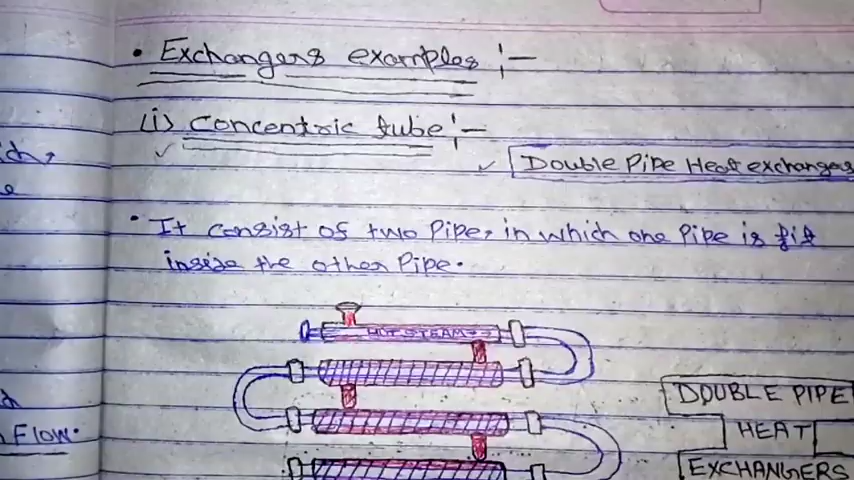 • Exchangers examples :-
(i) Concentric tube :-
Double Pipe Heat exchangers
• It consist of two Pipe, in which one Pipe is fit
inside the other Pipe.
HOT STEAM
DOUBLE PIPE
HEAT
EXCHANGERS
Flow.